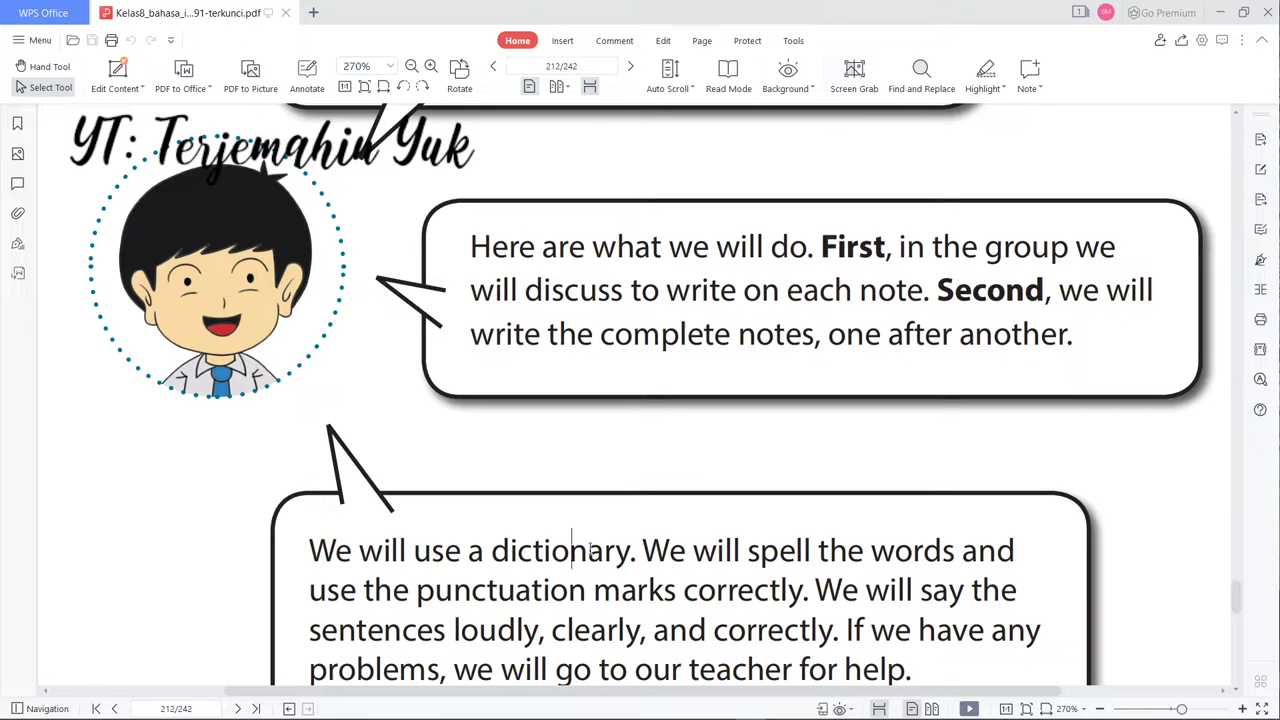 WPS Office
Kelas8_bahasa_i...91-terkunci.pdf
1
SM
Go Premium
Menu
Home
Insert
Comment
Edit
Page
Protect
Tools
Hand Tool
Select Tool
Edit Content
PDF to Office
PDF to Picture
Annotate
270%
Rotate
212/242
Auto Scroll
Read Mode
Background
Screen Grab
Find and Replace
Highlight
Note
YT: Terjemahin Yuk
Here are what we will do. First, in the group we
will discuss to write on each note. Second, we will
write the complete notes, one after another.
We will use a dictionary. We will spell the words and
use the punctuation marks correctly. We will say the
sentences loudly, clearly, and correctly. If we have any
problems, we will go to our teacher for help.
Navigation
212/242
270%